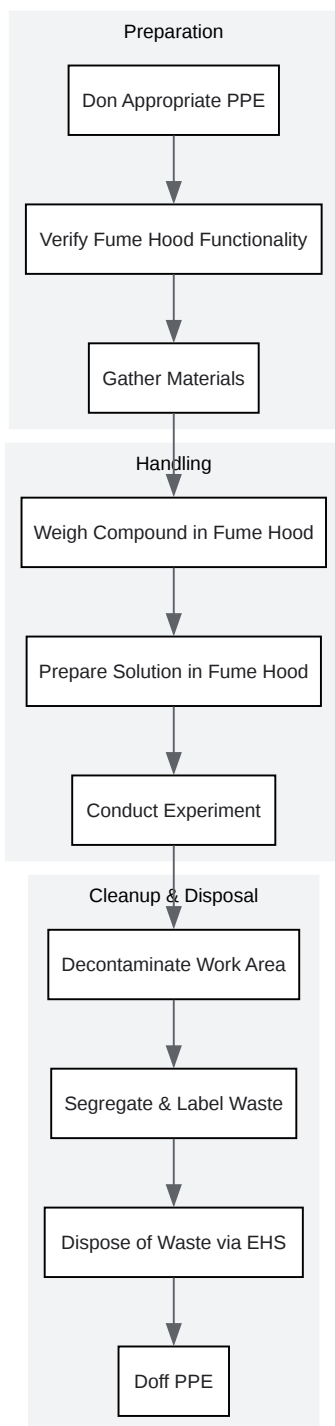 Preparation
Don Appropriate PPE
Verify Fume Hood Functionality
Gather Materials
Handling
Weigh Compound in Fume Hood
Prepare Solution in Fume Hood
Conduct Experiment
Cleanup & Disposal
Decontaminate Work Area
Segregate & Label Waste
Dispose of Waste via EHS
Doff PPE